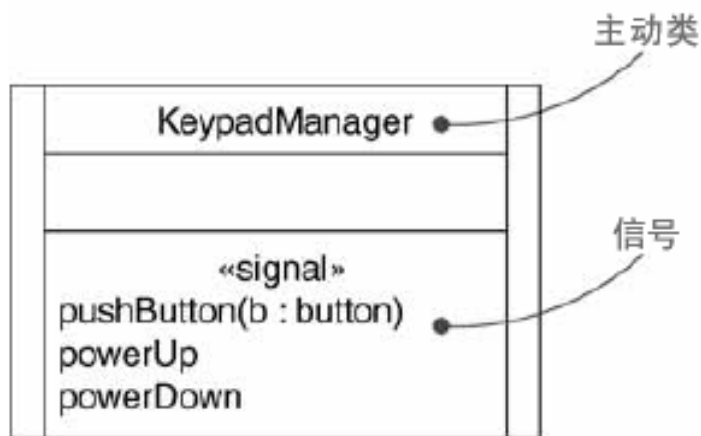 主动类
KeypadManager
信号
«signal»
pushButton(b : button)
powerUp
powerDown